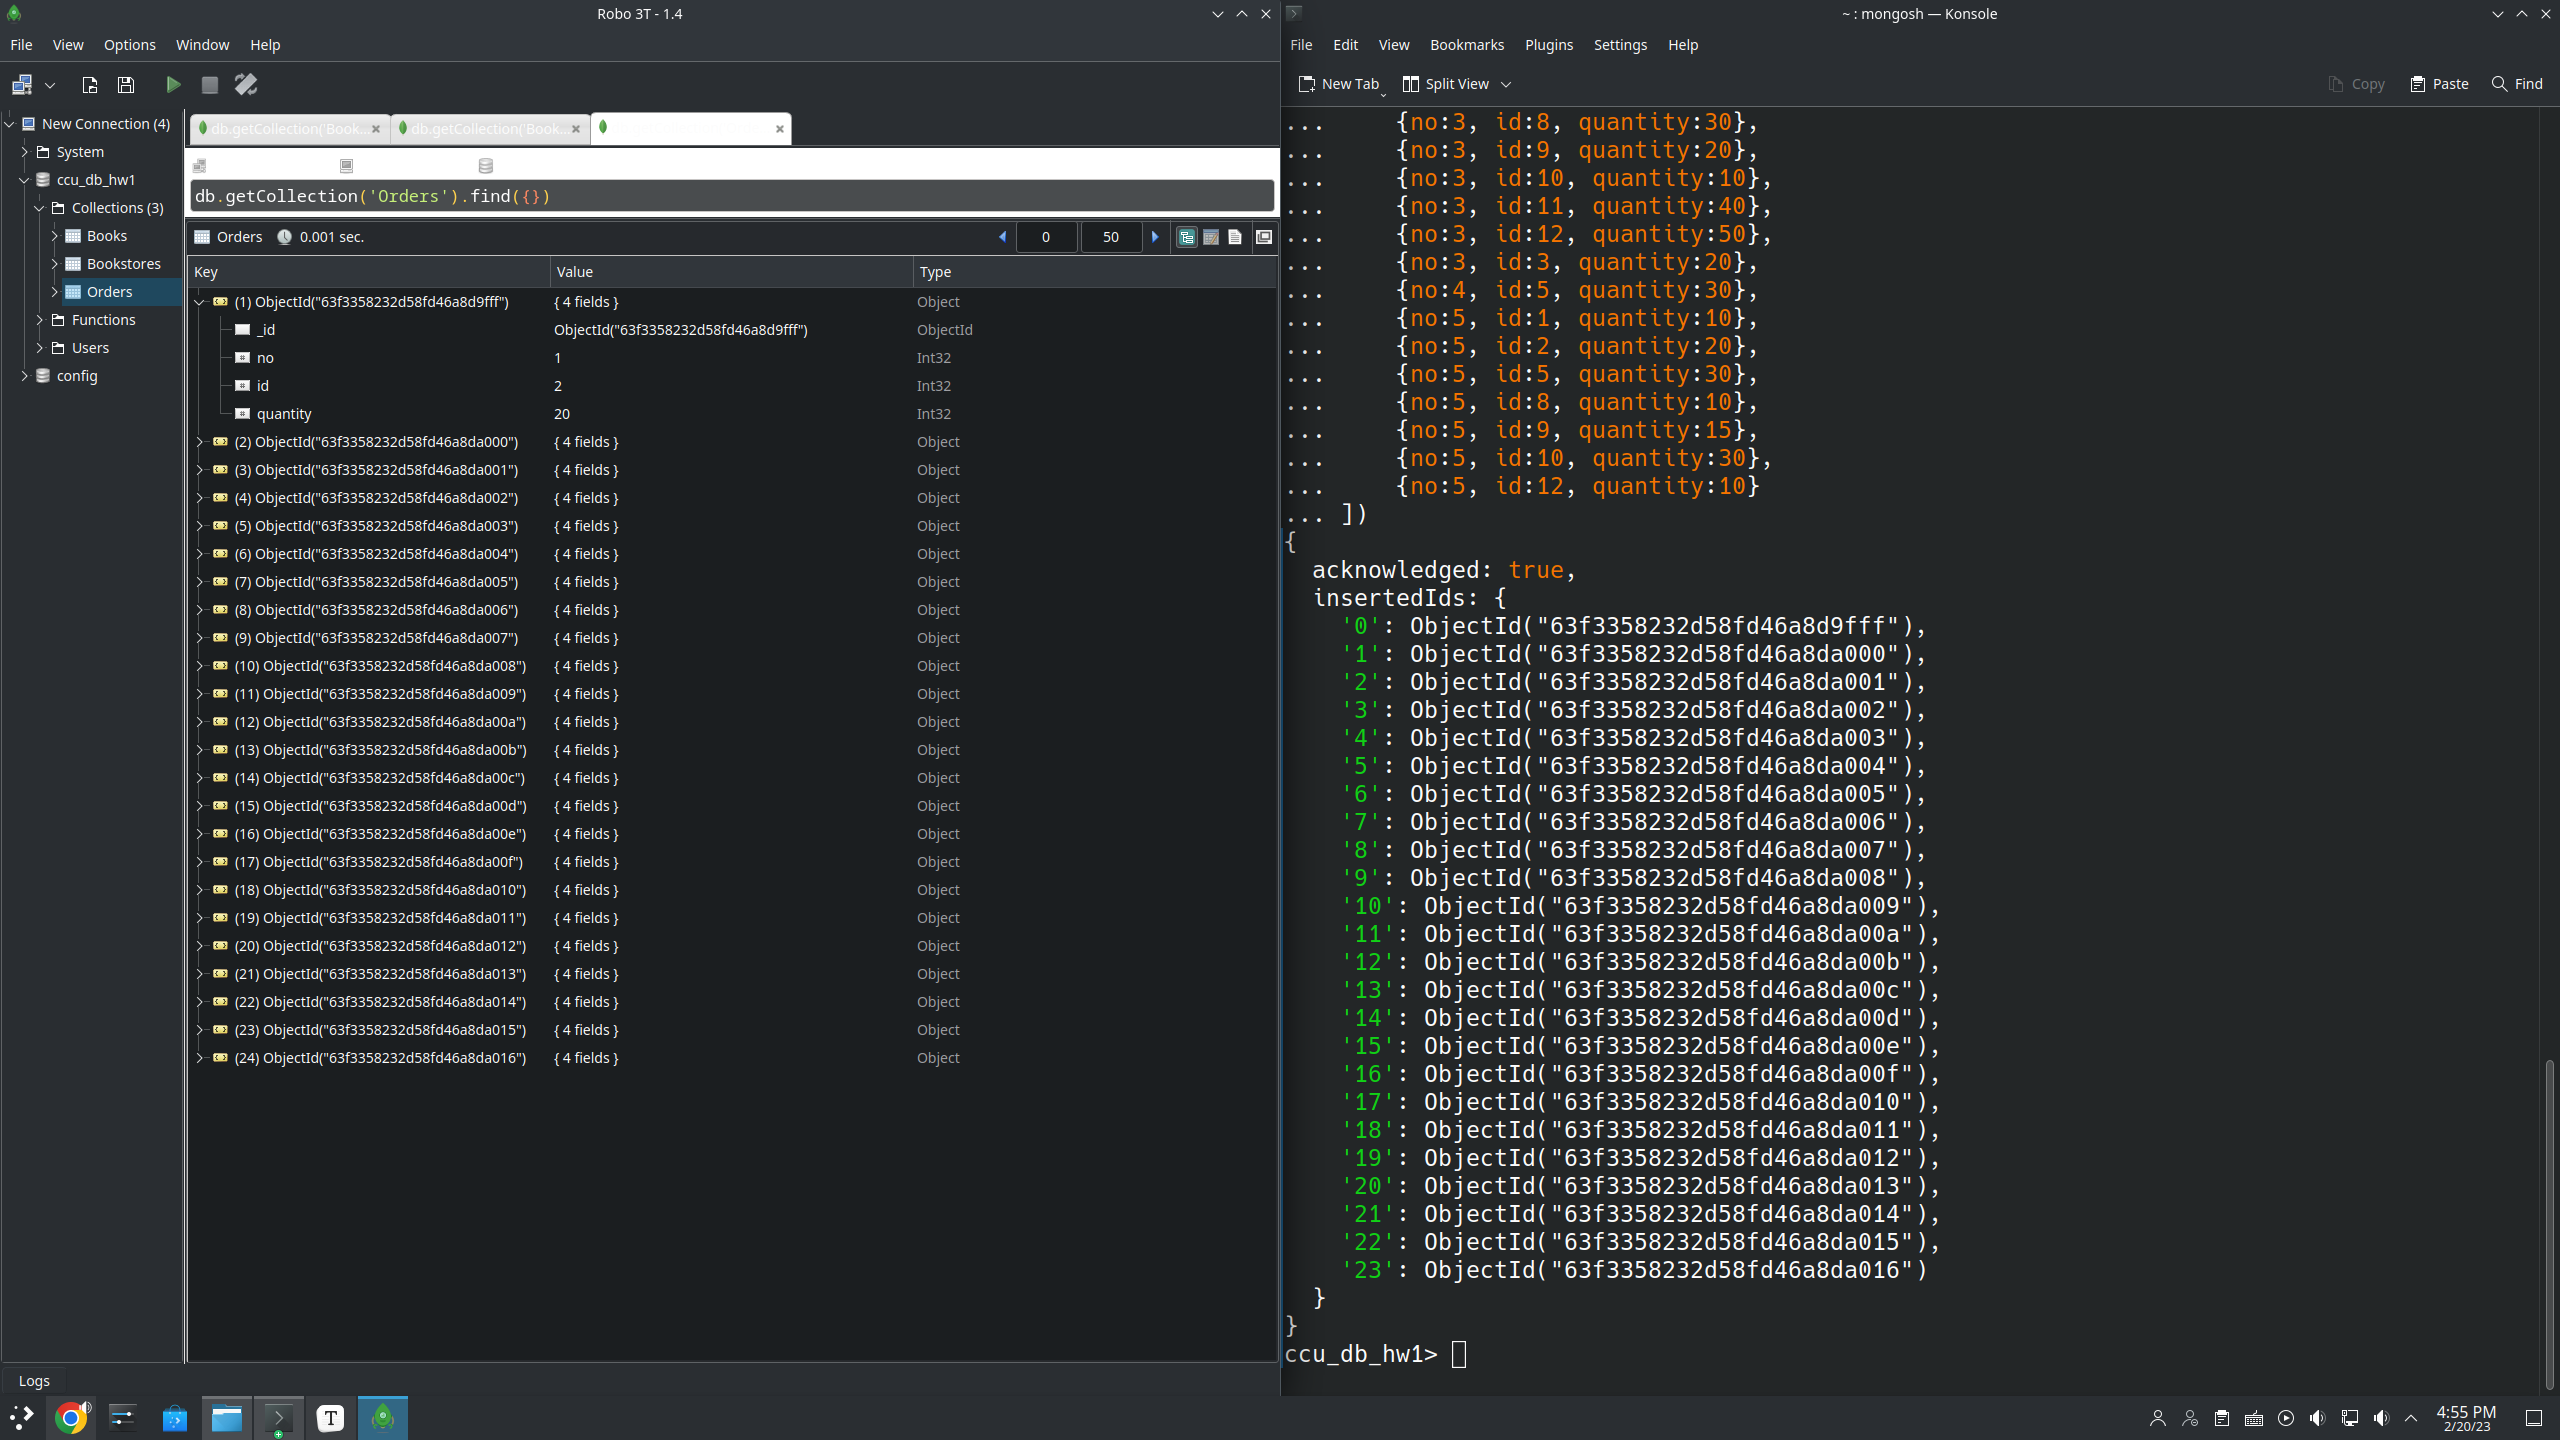 Robo 3T - 1.4
File View Options Window Help
New Connection (4)
System
ccu_db_hw1
Collections (3)
Books
Bookstores
Orders
Functions
Users
config
db.getCollection('Book... db.getCollection('Book...
db.getCollection('Orders').find({})
Orders 0.001 sec. 0 50
Key Value Type
(1) ObjectId("63f3358232d58fd46a8d9fff") { 4 fields } Object
_id ObjectId("63f3358232d58fd46a8d9fff") ObjectId
no 1 Int32
id 2 Int32
quantity 20 Int32
(2) ObjectId("63f3358232d58fd46a8da000") { 4 fields } Object
(3) ObjectId("63f3358232d58fd46a8da001") { 4 fields } Object
(4) ObjectId("63f3358232d58fd46a8da002") { 4 fields } Object
(5) ObjectId("63f3358232d58fd46a8da003") { 4 fields } Object
(6) ObjectId("63f3358232d58fd46a8da004") { 4 fields } Object
(7) ObjectId("63f3358232d58fd46a8da005") { 4 fields } Object
(8) ObjectId("63f3358232d58fd46a8da006") { 4 fields } Object
(9) ObjectId("63f3358232d58fd46a8da007") { 4 fields } Object
(10) ObjectId("63f3358232d58fd46a8da008") { 4 fields } Object
(11) ObjectId("63f3358232d58fd46a8da009") { 4 fields } Object
(12) ObjectId("63f3358232d58fd46a8da00a") { 4 fields } Object
(13) ObjectId("63f3358232d58fd46a8da00b") { 4 fields } Object
(14) ObjectId("63f3358232d58fd46a8da00c") { 4 fields } Object
(15) ObjectId("63f3358232d58fd46a8da00d") { 4 fields } Object
(16) ObjectId("63f3358232d58fd46a8da00e") { 4 fields } Object
(17) ObjectId("63f3358232d58fd46a8da00f") { 4 fields } Object
(18) ObjectId("63f3358232d58fd46a8da010") { 4 fields } Object
(19) ObjectId("63f3358232d58fd46a8da011") { 4 fields } Object
(20) ObjectId("63f3358232d58fd46a8da012") { 4 fields } Object
(21) ObjectId("63f3358232d58fd46a8da013") { 4 fields } Object
(22) ObjectId("63f3358232d58fd46a8da014") { 4 fields } Object
(23) ObjectId("63f3358232d58fd46a8da015") { 4 fields } Object
(24) ObjectId("63f3358232d58fd46a8da016") { 4 fields } Object
Logs
~ : mongosh — Konsole
File Edit View Bookmarks Plugins Settings Help
New Tab Split View Copy Paste Find
... {no:3, id:8, quantity:30},
... {no:3, id:9, quantity:20},
... {no:3, id:10, quantity:10},
... {no:3, id:11, quantity:40},
... {no:3, id:12, quantity:50},
... {no:3, id:3, quantity:20},
... {no:4, id:5, quantity:30},
... {no:5, id:1, quantity:10},
... {no:5, id:2, quantity:20},
... {no:5, id:5, quantity:30},
... {no:5, id:8, quantity:10},
... {no:5, id:9, quantity:15},
... {no:5, id:10, quantity:30},
... {no:5, id:12, quantity:10}
... ])
{
acknowledged: true,
insertedIds: {
'0': ObjectId("63f3358232d58fd46a8d9fff"),
'1': ObjectId("63f3358232d58fd46a8da000"),
'2': ObjectId("63f3358232d58fd46a8da001"),
'3': ObjectId("63f3358232d58fd46a8da002"),
'4': ObjectId("63f3358232d58fd46a8da003"),
'5': ObjectId("63f3358232d58fd46a8da004"),
'6': ObjectId("63f3358232d58fd46a8da005"),
'7': ObjectId("63f3358232d58fd46a8da006"),
'8': ObjectId("63f3358232d58fd46a8da007"),
'9': ObjectId("63f3358232d58fd46a8da008"),
'10': ObjectId("63f3358232d58fd46a8da009"),
'11': ObjectId("63f3358232d58fd46a8da00a"),
'12': ObjectId("63f3358232d58fd46a8da00b"),
'13': ObjectId("63f3358232d58fd46a8da00c"),
'14': ObjectId("63f3358232d58fd46a8da00d"),
'15': ObjectId("63f3358232d58fd46a8da00e"),
'16': ObjectId("63f3358232d58fd46a8da00f"),
'17': ObjectId("63f3358232d58fd46a8da010"),
'18': ObjectId("63f3358232d58fd46a8da011"),
'19': ObjectId("63f3358232d58fd46a8da012"),
'20': ObjectId("63f3358232d58fd46a8da013"),
'21': ObjectId("63f3358232d58fd46a8da014"),
'22': ObjectId("63f3358232d58fd46a8da015"),
'23': ObjectId("63f3358232d58fd46a8da016")
}
}
ccu_db_hw1>
T
4:55 PM
2/20/23